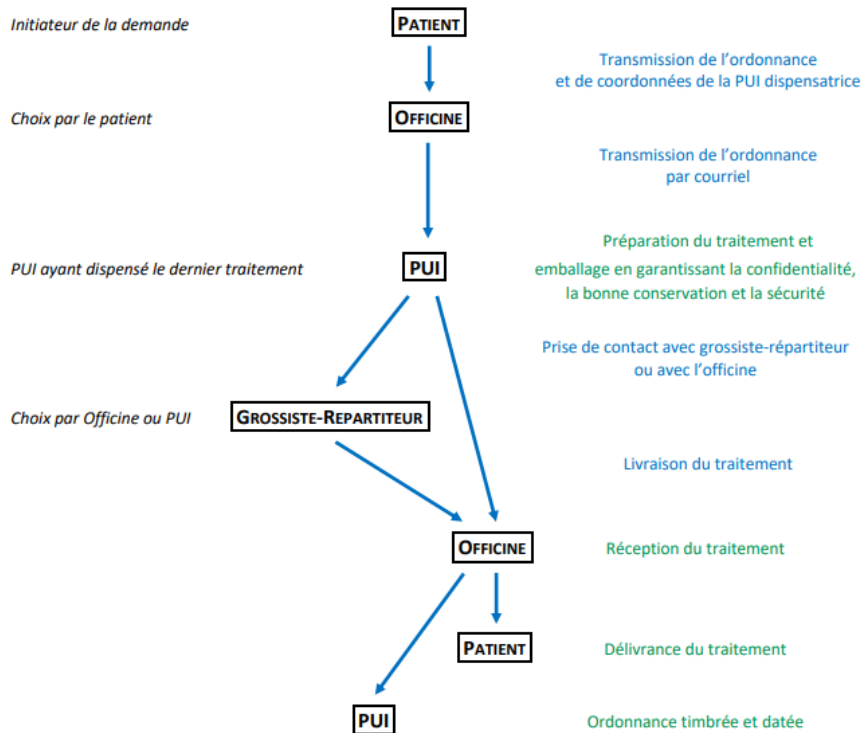 Initiateur de la demande
PATIENT
Transmission de l'ordonnance
et de coordonnées de la PUI dispensatrice
Choix par le patient
OFFICINE
Transmission de l'ordonnance
par courriel
PUI ayant dispensé le dernier traitement
PUI
Préparation du traitement et
emballage en garantissant la confidentialité,
la bonne conservation et la sécurité
Prise de contact avec grossiste-répartiteur
ou avec l'officine
Choix par Officine ou PUI
GROSSISTE-REPARTITEUR
Livraison du traitement
OFFICINE
Réception du traitement
PATIENT
Délivrance du traitement
PUI
Ordonnance timbrée et datée